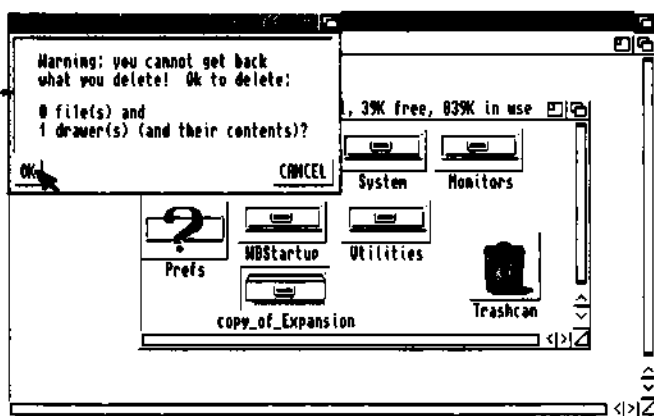 Warning: you cannot get back
what you delete! Ok to delete:
0 file(s) and
1 drawer(s) (and their contents)?
OK
CANCEL
39K free, 839K in use
System
Monitors
Prefs
WBStartup
Utilities
copy_of_Expansion
Trashcan